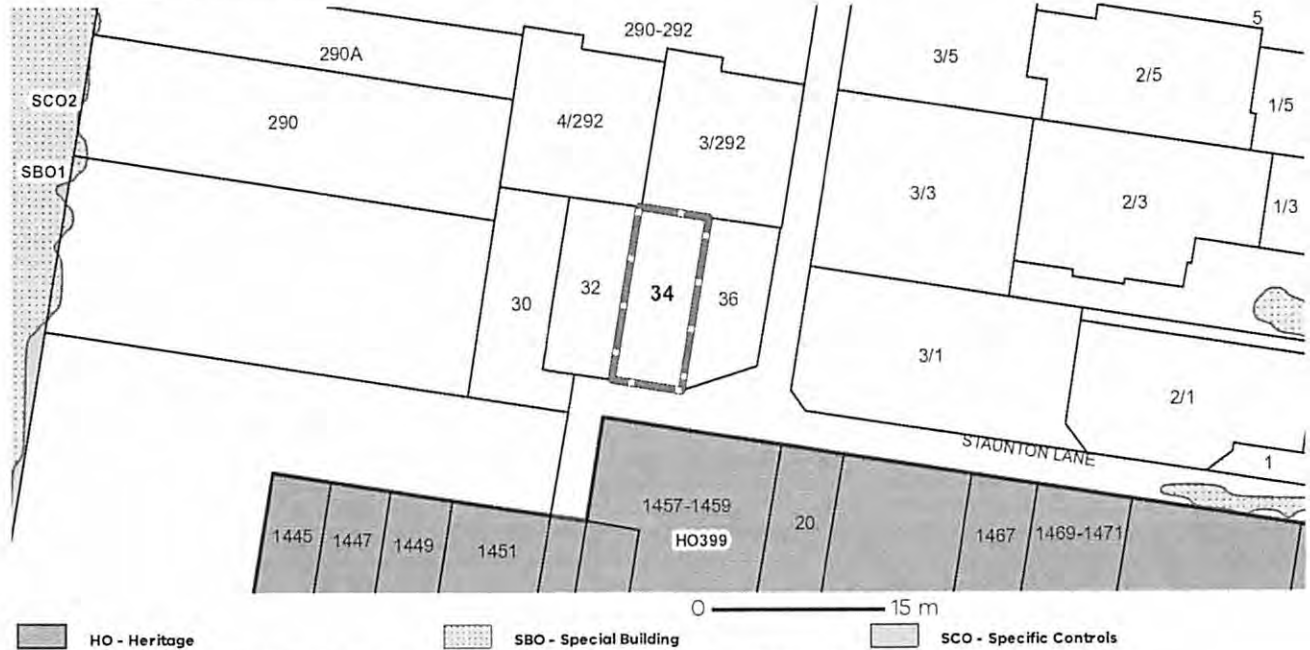 5
290-292
290A
3/5
2/5
SCO2
1/5
290
4/292
3/292
SBO1
3/3
2/3
1/3
30
32
34
36
3/1
2/1
STAUNTON LANE
1
1457-1459
20
1445
1447
1449
1451
HO399
1467
1469-1471
0 15 m
HO - Heritage
SBO - Special Building
SCO - Specific Controls